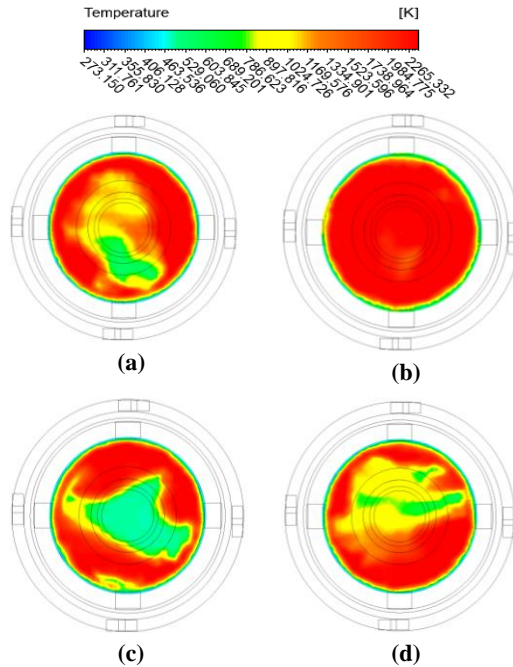 Temperature [K]
273.150 311.761 355.830 406.128 463.536 529.060 603.845 689.201 786.623 897.816 1024.726 1169.576 1334.901 1523.596 1738.964 1984.775 2265.332
(a) (b)
(c) (d)